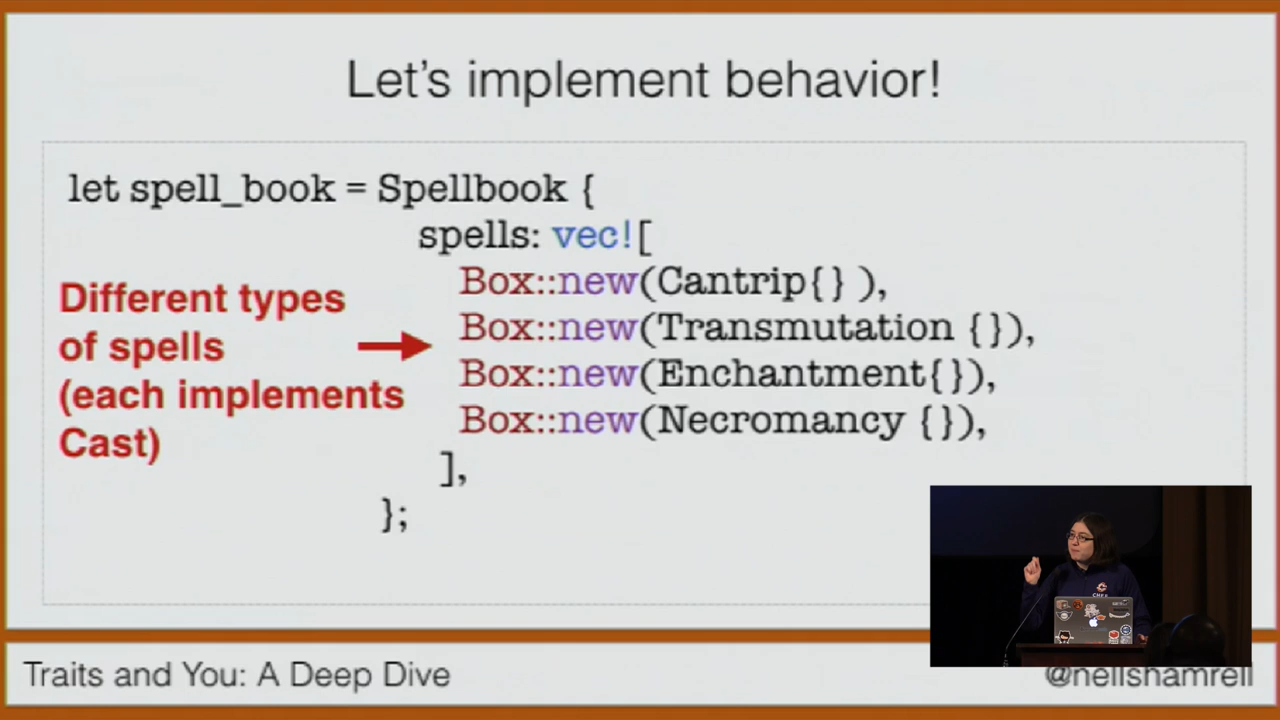 Let's implement behavior!
let spell_book = Spellbook {
spells: vec![
Box::new(Cantrip{} ),
Box::new(Transmutation {}),
Box::new(Enchantment{}),
Box::new(Necromancy {}),
],
};
Different types
of spells
(each implements
Cast)
CHEF
Traits and You: A Deep Dive
@nellshamrell